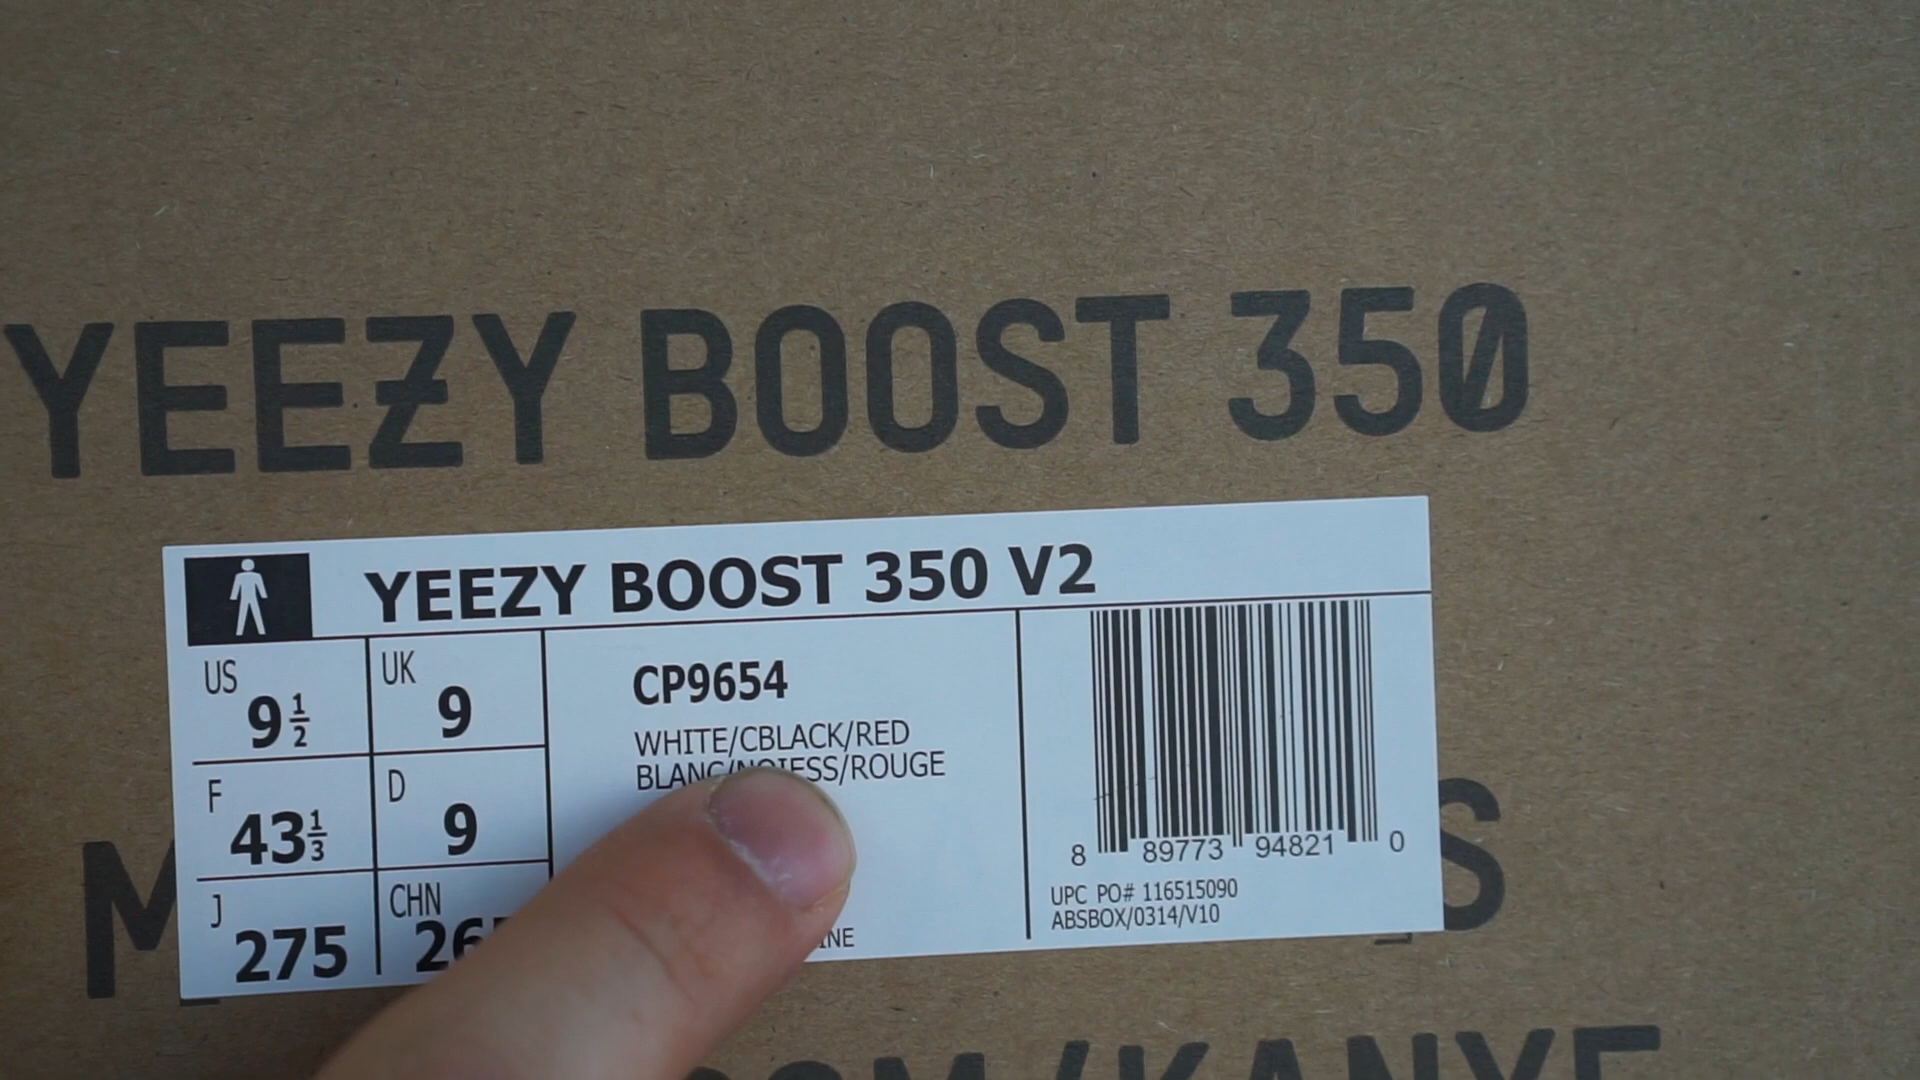 YEEZY BOOST 350
YEEZY BOOST 350 V2
US
9 1/2
UK
9
F
43 1/3
D
9
J
275
CHN
CP9654
WHITE/CBLACK/RED
/ROUGE
8 89773 94821 0
UPC PO# 116515090
ABSBOX/0314/V10